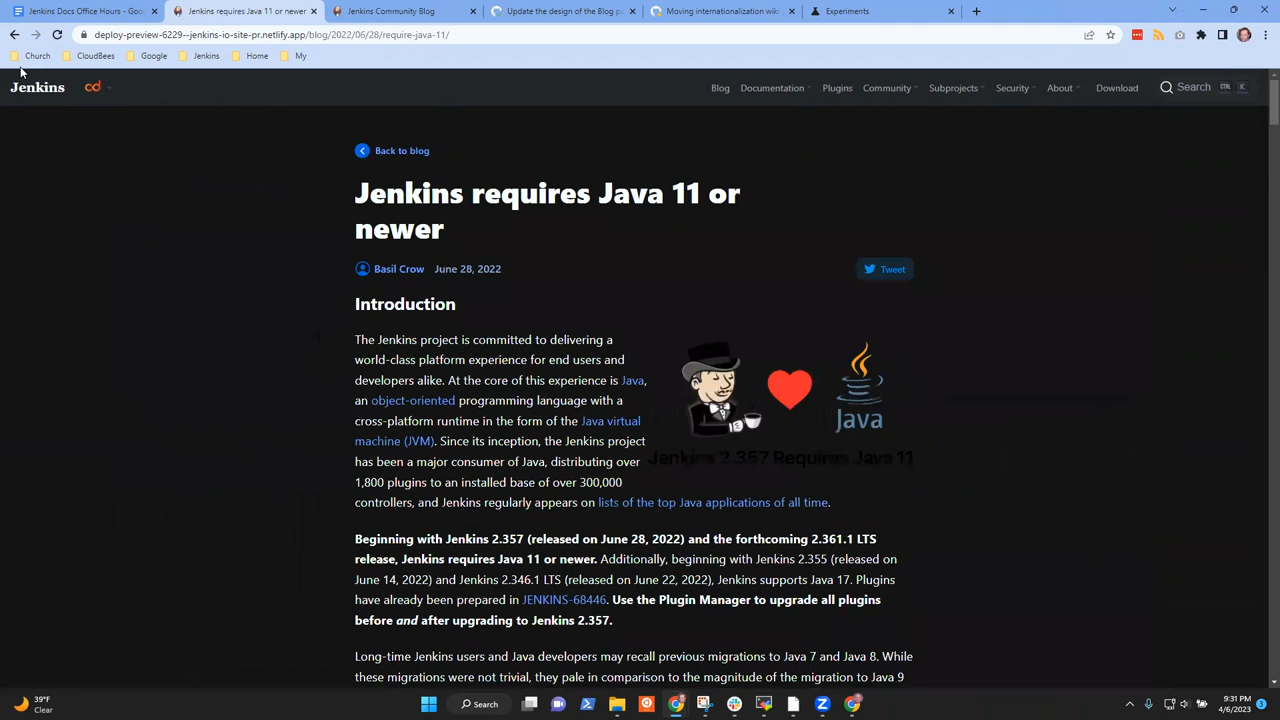 Jenkins Docs Office Hours - Goo
Jenkins requires Java 11 or newer
Jenkins Community Blog
Update the design of the Blog pe
Moving internationalization wiki
Experiments
deploy-preview-6229--jenkins-io-site-pr.netlify.app/blog/2022/06/28/require-java-11/
Church
CloudBees
Google
Jenkins
Home
My
Jenkins
cd
Blog
Documentation
Plugins
Community
Subprojects
Security
About
Download
Search
CTRL
K
Back to blog
Jenkins requires Java 11 or
newer
Basil Crow June 28, 2022
Tweet
Introduction
The Jenkins project is committed to delivering a
world-class platform experience for end users and
developers alike. At the core of this experience is Java,
an object-oriented programming language with a
cross-platform runtime in the form of the Java virtual
machine (JVM). Since its inception, the Jenkins project
has been a major consumer of Java, distributing over
1,800 plugins to an installed base of over 300,000
controllers, and Jenkins regularly appears on lists of the top Java applications of all time.
Java
Jenkins 2.357 Requires Java 11
Beginning with Jenkins 2.357 (released on June 28, 2022) and the forthcoming 2.361.1 LTS
release, Jenkins requires Java 11 or newer. Additionally, beginning with Jenkins 2.355 (released on
June 14, 2022) and Jenkins 2.346.1 LTS (released on June 22, 2022), Jenkins supports Java 17. Plugins
have already been prepared in JENKINS-68446. Use the Plugin Manager to upgrade all plugins
before and after upgrading to Jenkins 2.357.
Long-time Jenkins users and Java developers may recall previous migrations to Java 7 and Java 8. While
these migrations were not trivial, they pale in comparison to the magnitude of the migration to Java 9
39°F
Clear
Search
9:31 PM
4/6/2023
3